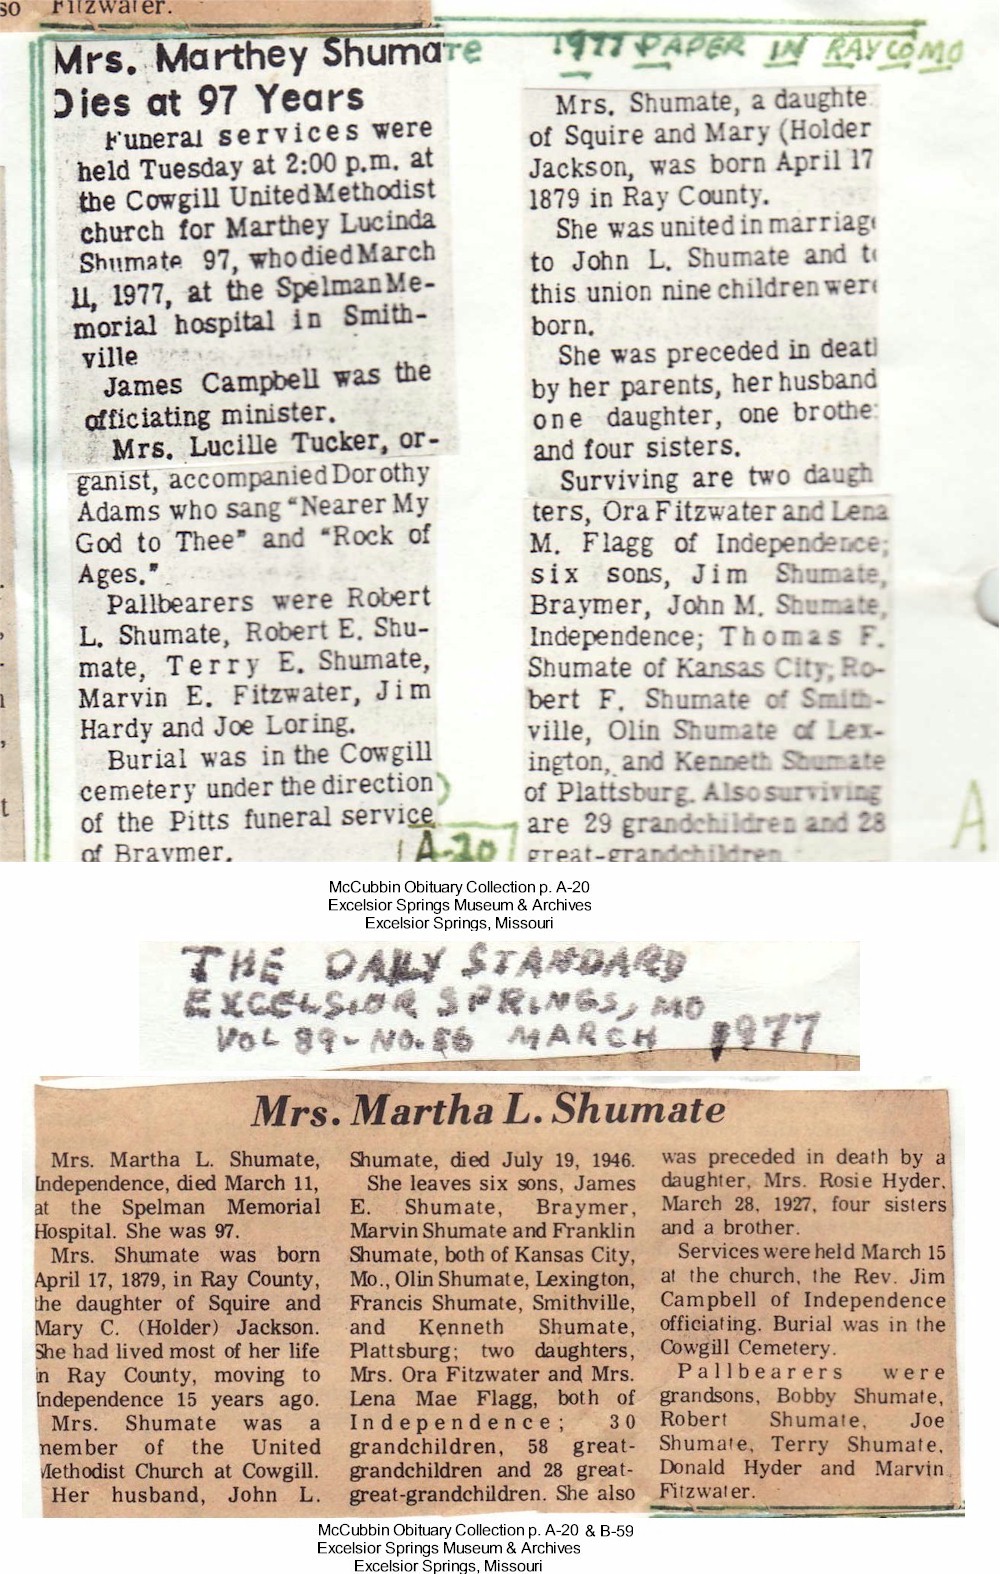 so Fitzwater.
Mrs. Marthey Shumate
Dies at 97 Years
Funeral services were
held Tuesday at 2:00 p.m. at
the Cowgill United Methodist
church for Marthey Lucinda
Shumate 97, who died March
11, 1977, at the Spelman Me-
morial hospital in Smith-
ville
James Campbell was the
officiating minister.
Mrs. Lucille Tucker, or-
ganist, accompanied Dorothy
Adams who sang "Nearer My
God to Thee" and "Rock of
Ages."
Pallbearers were Robert
L. Shumate, Robert E. Shu-
mate, Terry E. Shumate,
Marvin E. Fitzwater, Jim
Hardy and Joe Loring.
Burial was in the Cowgill
cemetery under the direction
of the Pitts funeral service
of Braymer.
A-20
1977 PAPER IN RAY CO MO
Mrs. Shumate, a daughte
of Squire and Mary (Holder
Jackson, was born April 17
1879 in Ray County.
She was united in marriage
to John L. Shumate and to
this union nine children were
born.
She was preceded in death
by her parents, her husband
one daughter, one brothe
and four sisters.
Surviving are two daugh
ters, Ora Fitzwater and Lena
M. Flagg of Independence;
six sons, Jim Shumate,
Braymer, John M. Shumate,
Independence; Thomas F.
Shumate of Kansas City; Ro-
bert F. Shumate of Smith-
ville, Olin Shumate of Lex-
ington, and Kenneth Shumate
of Plattsburg. Also surviving
are 29 grandchildren and 28
great-grandchildren.
A
McCubbin Obituary Collection p. A-20
Excelsior Springs Museum & Archives
Excelsior Springs, Missouri
THE DAILY STANDARD
EXCELSIOR SPRINGS, MO
VOL 89-NO.56 MARCH 1977
Mrs. Martha L. Shumate
Mrs. Martha L. Shumate,
Independence, died March 11,
at the Spelman Memorial
Hospital. She was 97.
Mrs. Shumate was born
April 17, 1879, in Ray County,
the daughter of Squire and
Mary C. (Holder) Jackson.
She had lived most of her life
in Ray County, moving to
Independence 15 years ago.
Mrs. Shumate was a
member of the United
Methodist Church at Cowgill.
Her husband, John L.
Shumate, died July 19, 1946.
She leaves six sons, James
E. Shumate, Braymer,
Marvin Shumate and Franklin
Shumate, both of Kansas City,
Mo., Olin Shumate, Lexington,
Francis Shumate, Smithville,
and Kenneth Shumate,
Plattsburg; two daughters,
Mrs. Ora Fitzwater and Mrs.
Lena Mae Flagg, both of
Independence; 30
grandchildren, 58 great-
grandchildren and 28 great-
great-grandchildren. She also
was preceded in death by a
daughter, Mrs. Rosie Hyder,
March 28, 1927, four sisters
and a brother.
Services were held March 15
at the church, the Rev. Jim
Campbell of Independence
officiating. Burial was in the
Cowgill Cemetery.
Pallbearers were
grandsons, Bobby Shumate,
Robert Shumate, Joe
Shumate, Terry Shumate,
Donald Hyder and Marvin
Fitzwater.
McCubbin Obituary Collection p. A-20 & B-59
Excelsior Springs Museum & Archives
Excelsior Springs, Missouri